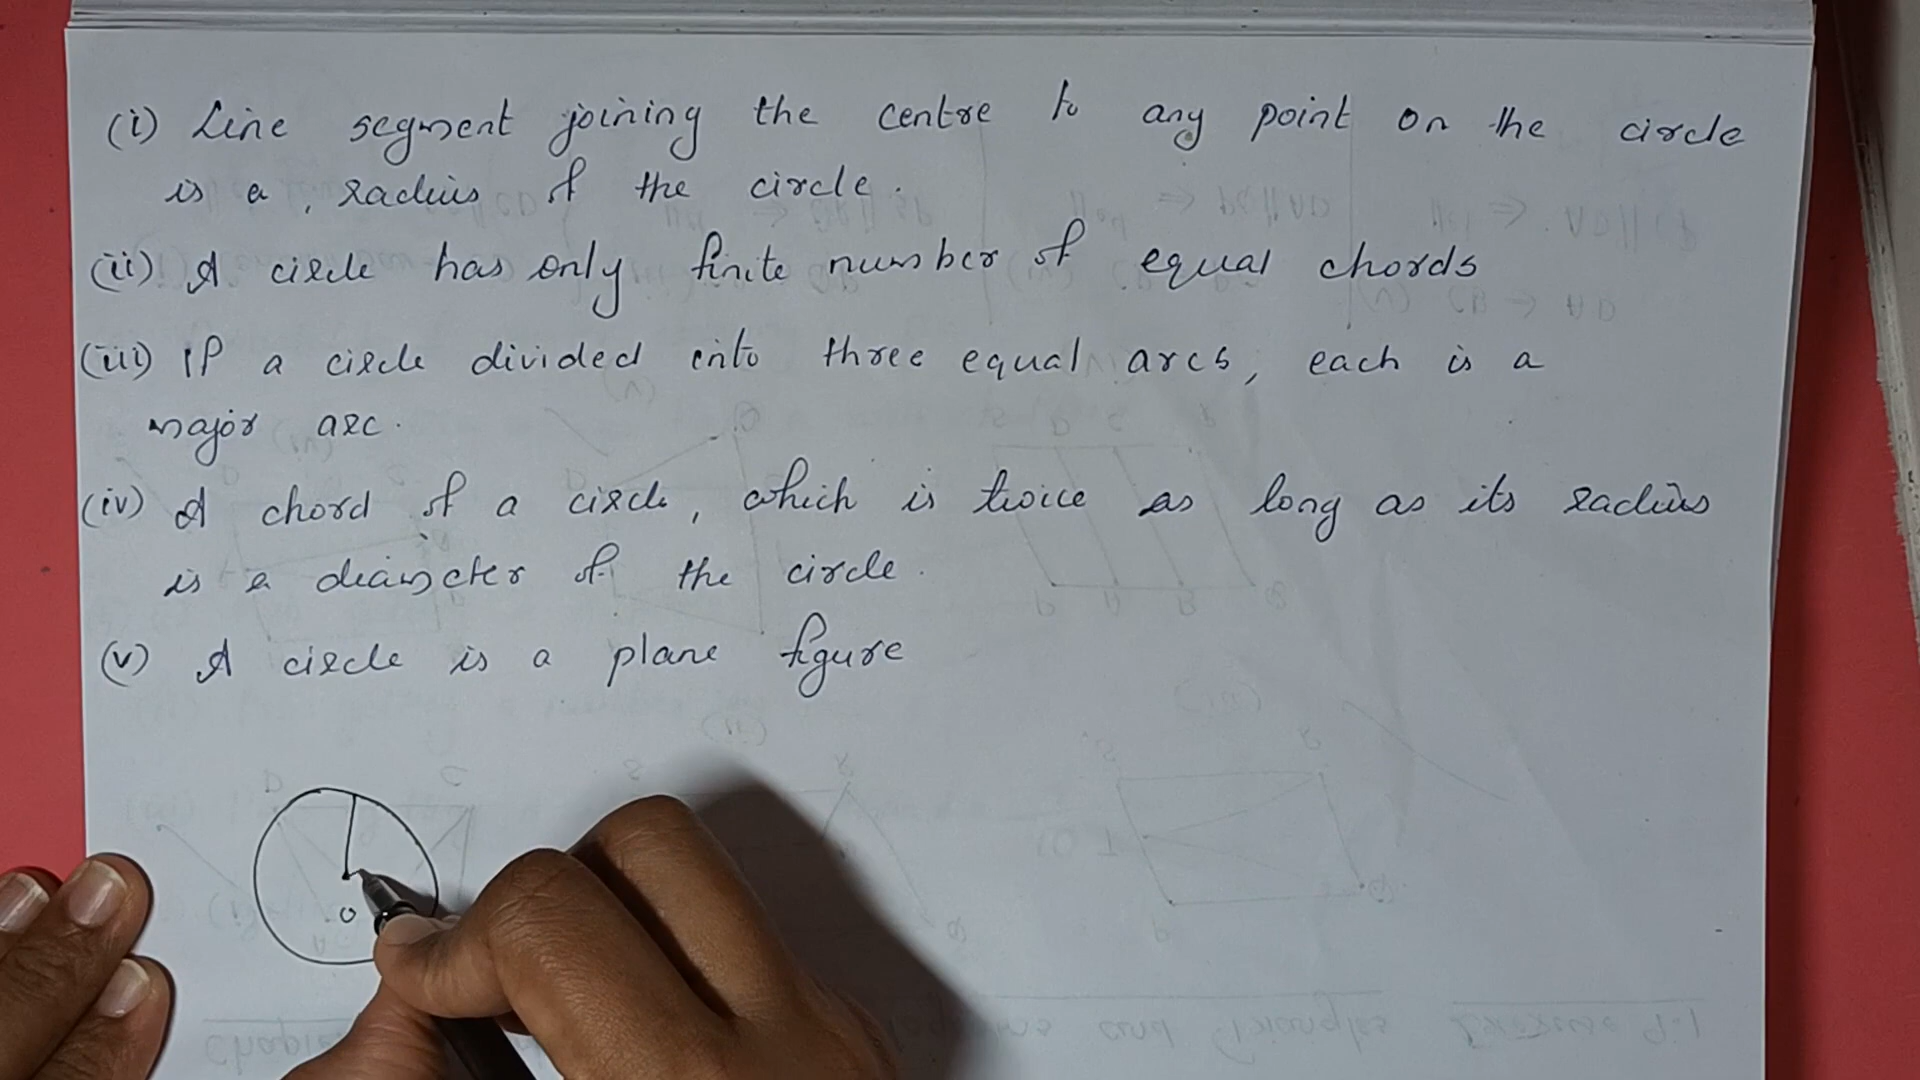 (i) Line segment joining the centre to any point on the circle
is a, radius of the circle.
(ii) A circle has only finite number of equal chords
(iii) If a circle divided into three equal arcs, each is a
major arc.
(iv) A chord of a circle, which is twice as long as its radius
is a diameter of the circle.
(v) A circle is a plane figure
O